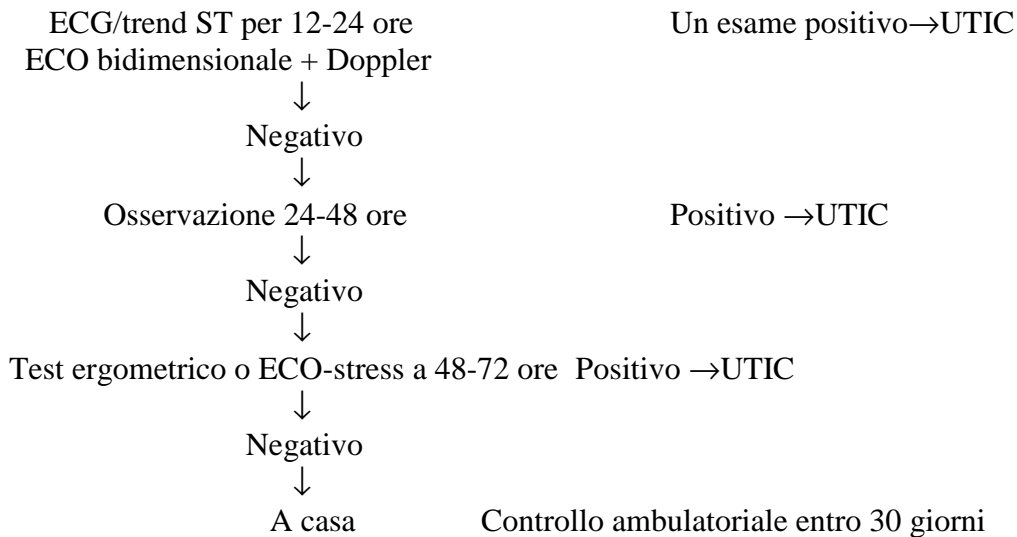 ECG/trend ST per 12-24 ore Un esame positivo→UTIC
ECO bidimensionale + Doppler
↓
Negativo
↓
Osservazione 24-48 ore Positivo →UTIC
↓
Negativo
↓
Test ergometrico o ECO-stress a 48-72 ore Positivo →UTIC
↓
Negativo
↓
A casa Controllo ambulatoriale entro 30 giorni